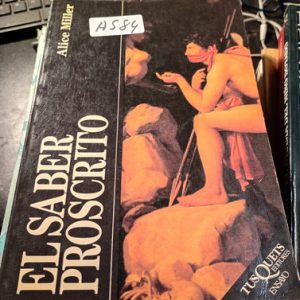 A584
Alice Miller
EL SABER
PROSCRITO
TUSQUETS
EDITORES
ENSAYO